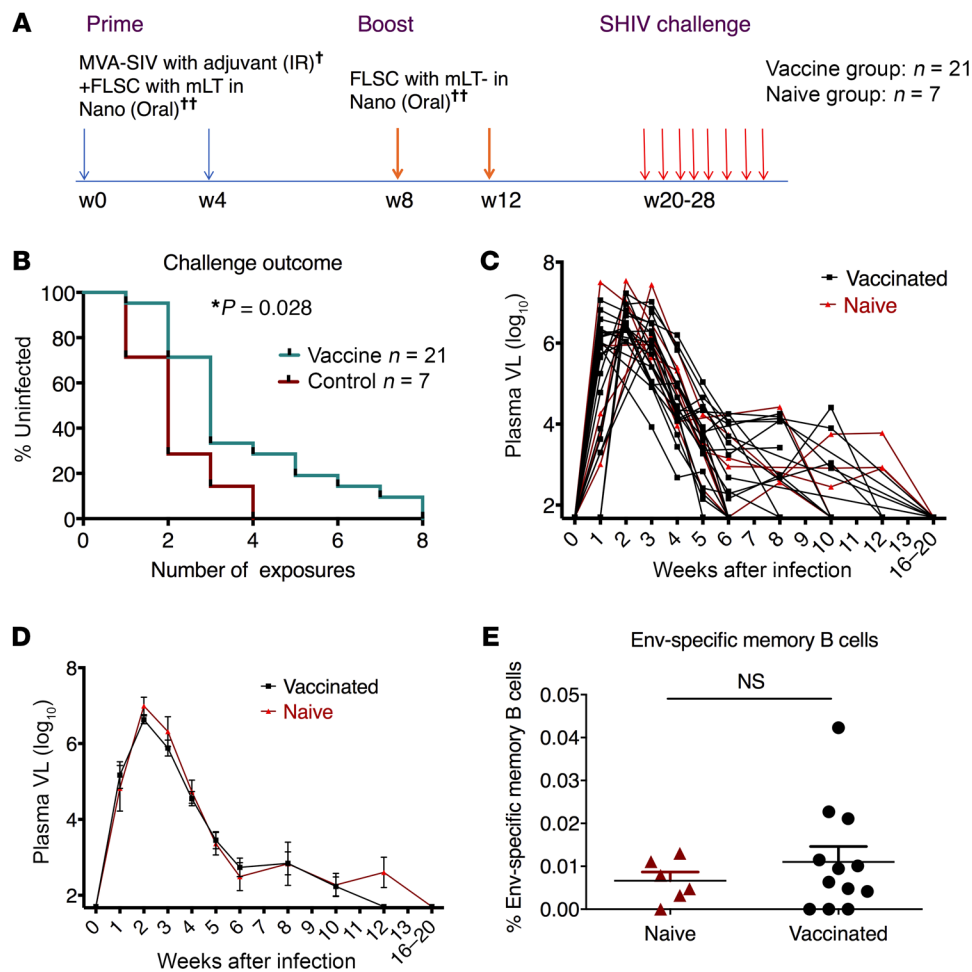 A
Prime
Boost
SHIV challenge
MVA-SIV with adjuvant (IR)†
+FLSC with mLT in
Nano (Oral)††
FLSC with mLT- in
Nano (Oral)††
Vaccine group: n = 21
Naive group: n = 7
w0
w4
w8
w12
w20-28
B
Challenge outcome
*P = 0.028
Vaccine n = 21
Control n = 7
% Uninfected
100
80
60
40
20
0
0
2
4
6
8
Number of exposures
C
Vaccinated
Naive
Plasma VL (log10)
8
6
4
2
0
1
2
3
4
5
6
7
8
9
10
11
12
13
16–20
Weeks after infection
D
Vaccinated
Naive
Plasma VL (log10)
8
6
4
2
0
1
2
3
4
5
6
7
8
9
10
11
12
13
16–20
Weeks after infection
E
Env-specific memory B cells
NS
% Env-specific memory B cells
0.05
0.04
0.03
0.02
0.01
0.00
Naive
Vaccinated